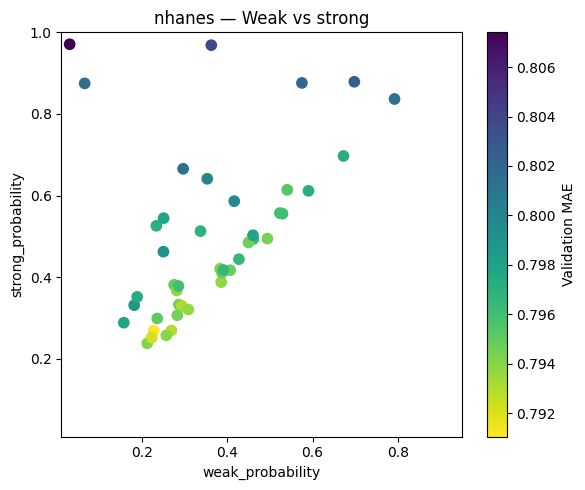 nhanes — Weak vs strong
strong_probability
1.0
0.8
0.6
0.4
0.2
0.2 0.4 0.6 0.8
weak_probability
0.806
0.804
0.802
0.800
0.798
0.796
0.794
0.792
Validation MAE